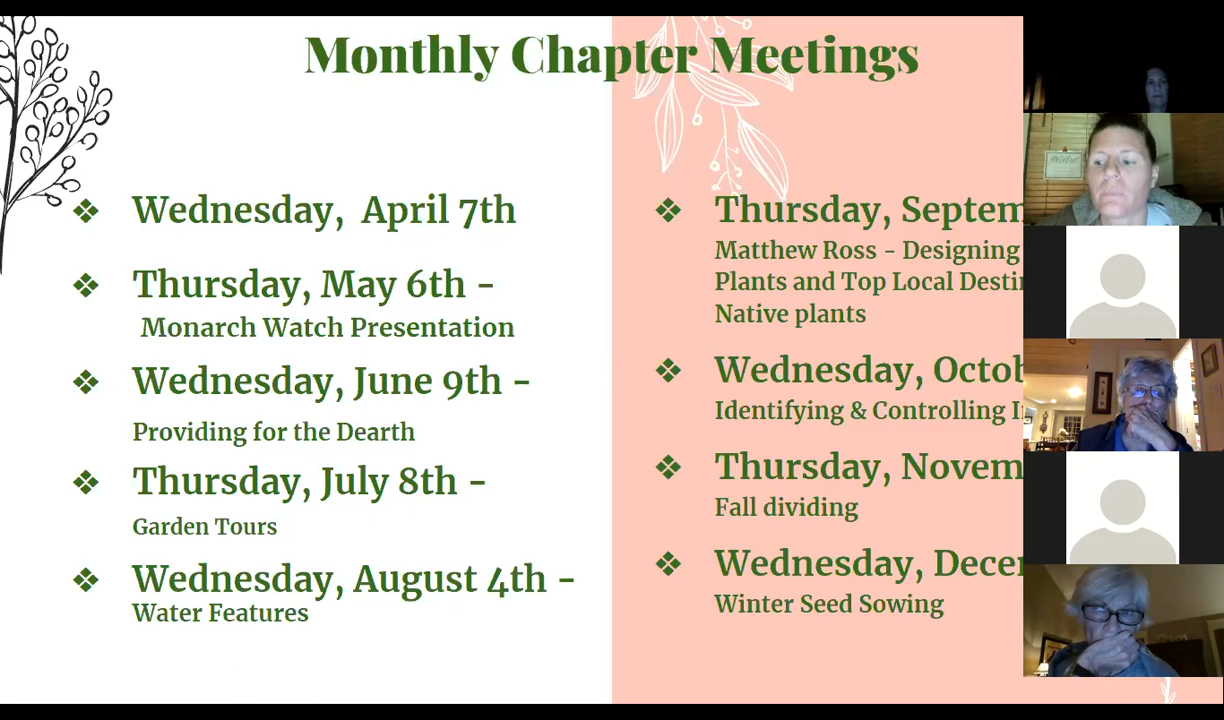 Monthly Chapter Meetings
Wednesday, April 7th
Thursday, May 6th -
Monarch Watch Presentation
Wednesday, June 9th -
Providing for the Dearth
Thursday, July 8th -
Garden Tours
Wednesday, August 4th -
Water Features
Thursday, Septem
Matthew Ross - Designing
Plants and Top Local Destin
Native plants
Wednesday, Octob
Identifying & Controlling
Thursday, Novem
Fall dividing
Wednesday, Decem
Winter Seed Sowing